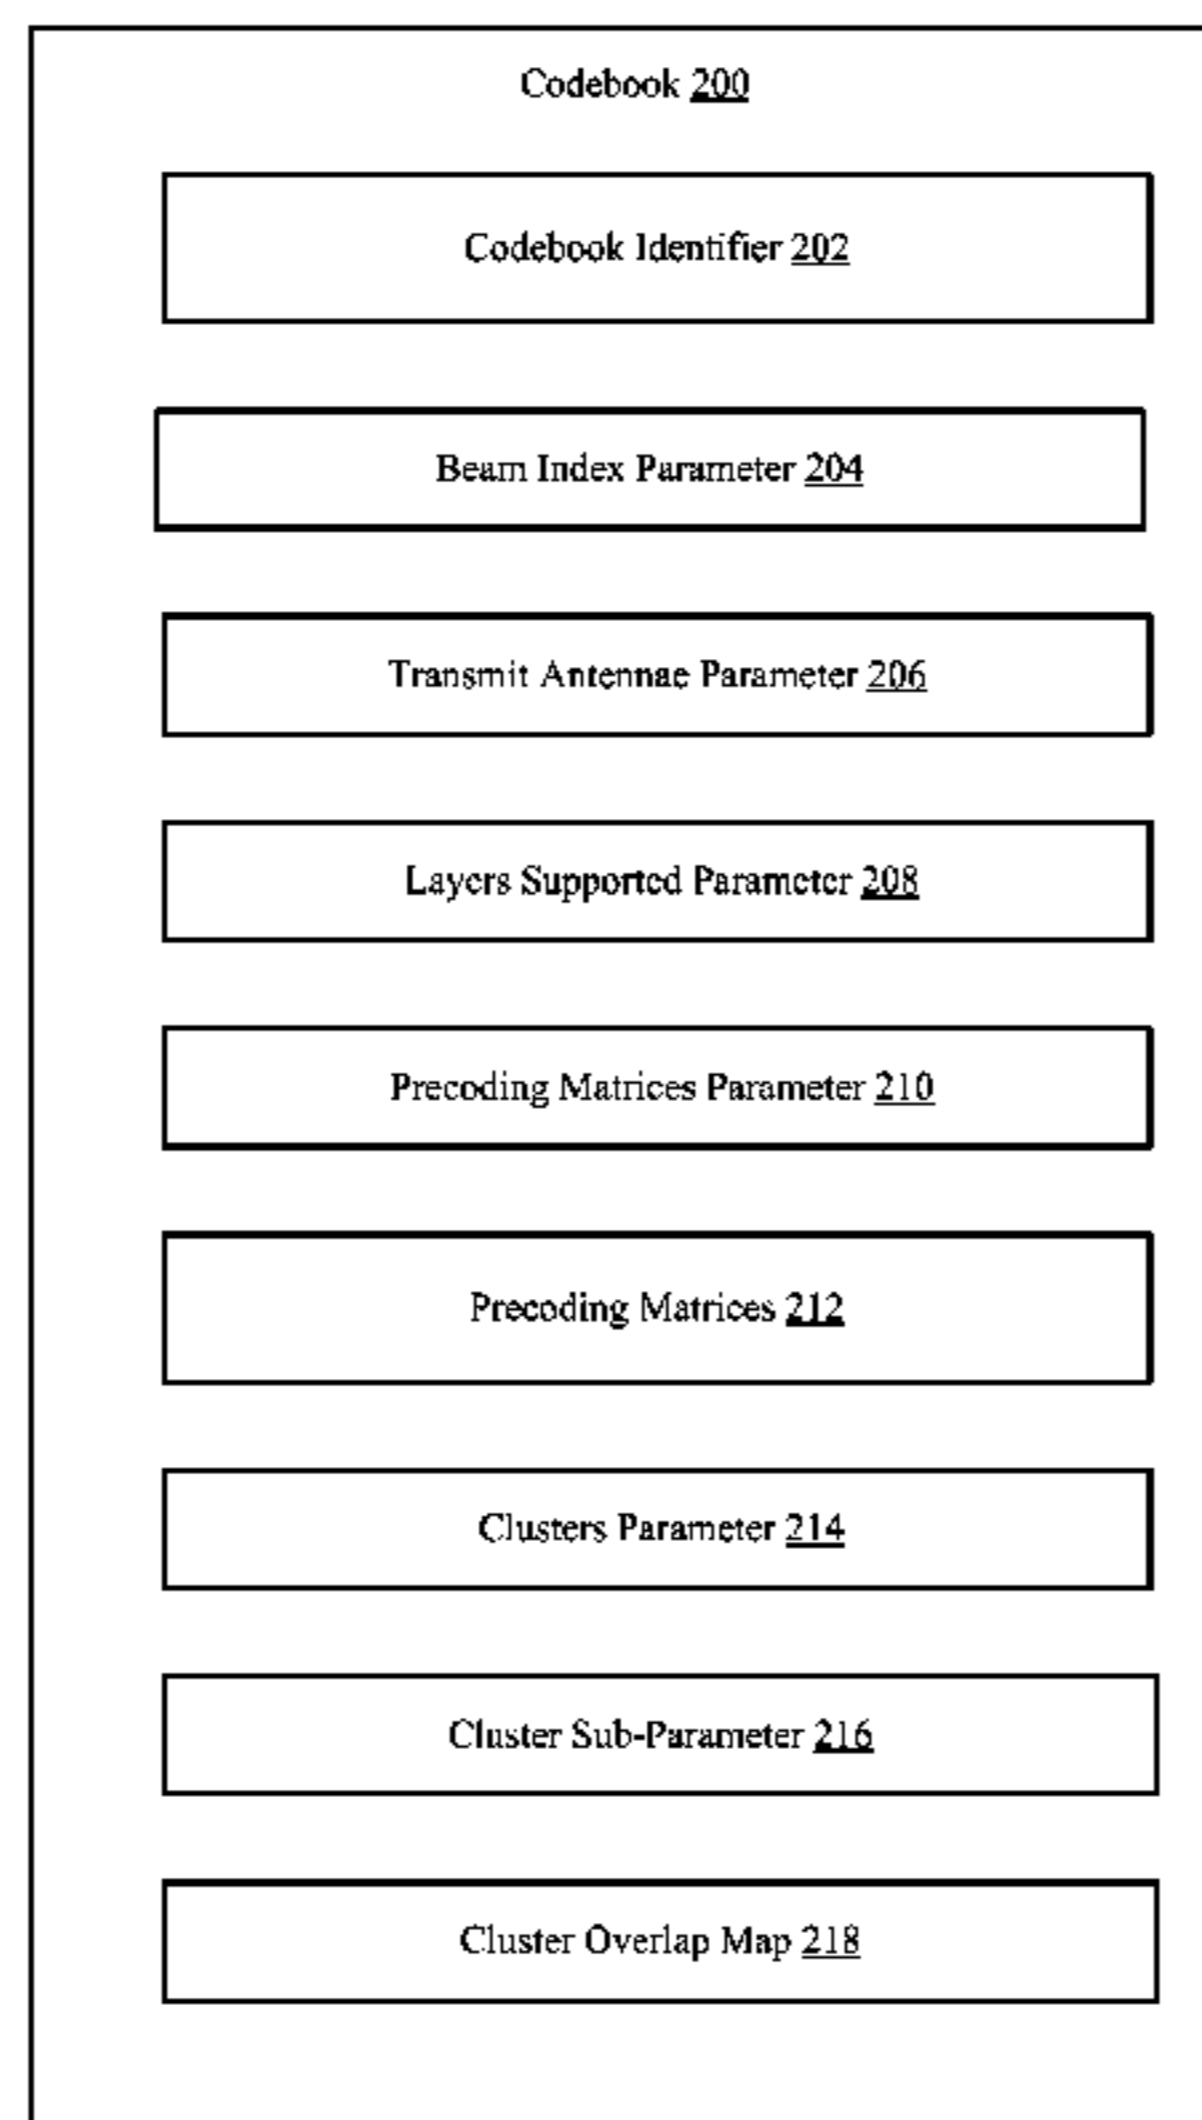 Codebook 200
Codebook Identifier 202
Beam Index Parameter 204
Transmit Antennae Parameter 206
Layers Supported Parameter 208
Precoding Matrices Parameter 210
Precoding Matrices 212
Clusters Parameter 214
Cluster Sub-Parameter 216
Cluster Overlap Map 218